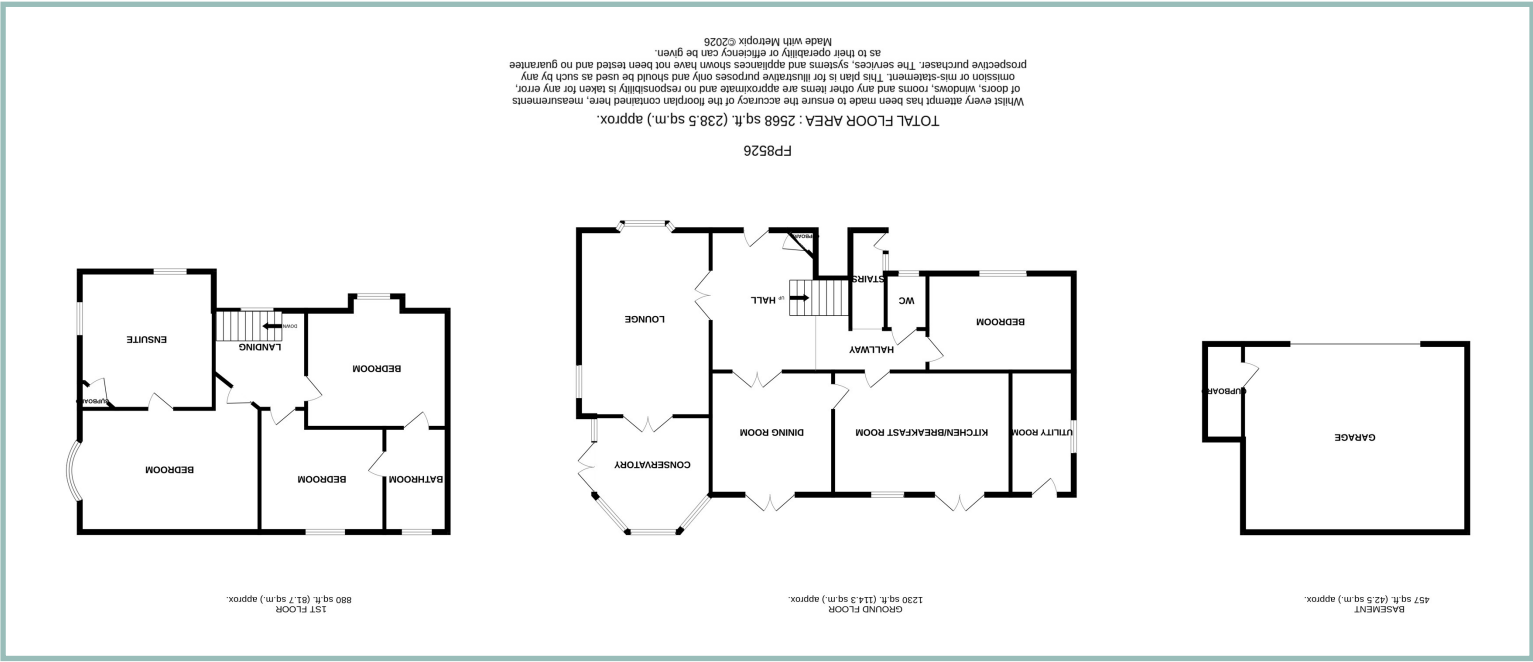 BASEMENT
457 sq.ft. (42.5 sq.m.) approx.
GARAGE
CUPBOARD
GROUND FLOOR
1230 sq.ft. (114.3 sq.m.) approx.
UTILITY ROOM
KITCHEN/BREAKFAST ROOM
DINING ROOM
CONSERVATORY
BEDROOM
HALLWAY
WC
STAIRS
HALL
UP
LOUNGE
CUPBOARD
1ST FLOOR
880 sq.ft. (81.7 sq.m.) approx.
BATHROOM
BEDROOM
BEDROOM
BEDROOM
LANDING
DOWN
CUPBOARD
ENSUITE
FP8526
TOTAL FLOOR AREA : 2568 sq.ft. (238.5 sq.m.) approx.
Whilst every attempt has been made to ensure the accuracy of the floorplan contained here, measurements
of doors, windows, rooms and any other items are approximate and no responsibility is taken for any error,
omission or mis-statement. This plan is for illustrative purposes only and should be used as such by any
prospective purchaser. The services, systems and appliances shown have not been tested and no guarantee
as to their operability or efficiency can be given.
Made with Metropix ©2026